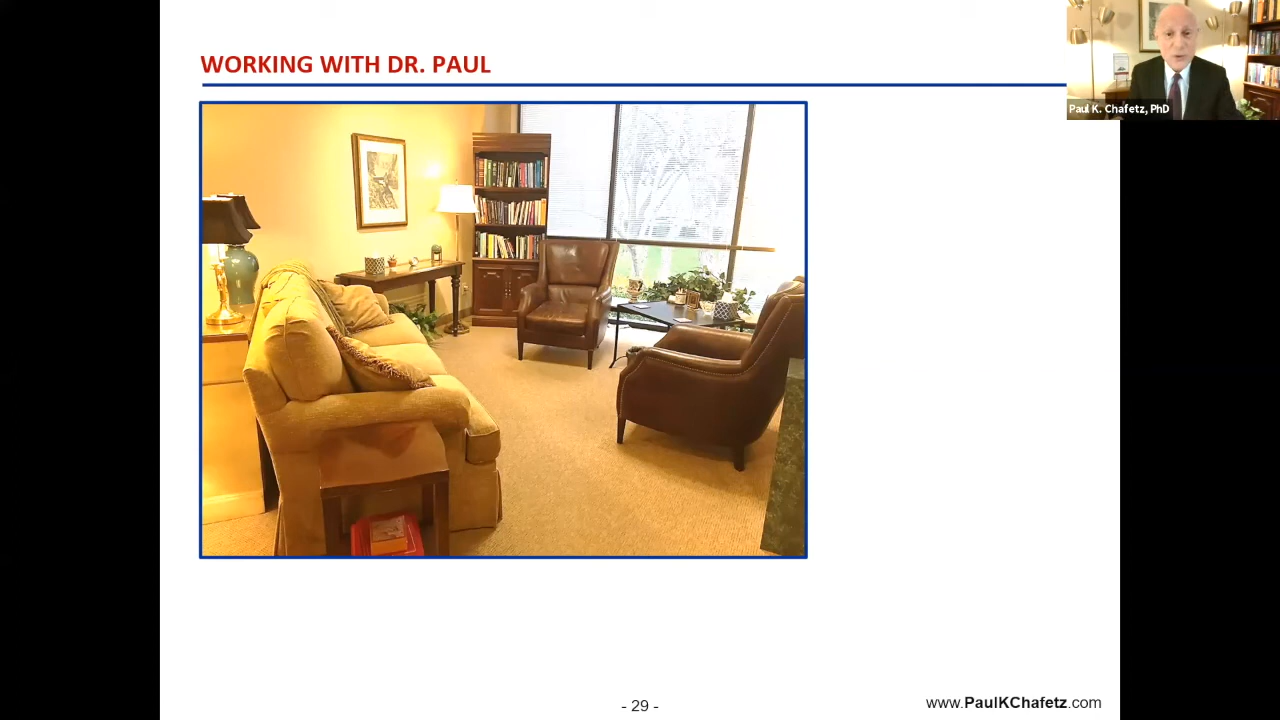 WORKING WITH DR. PAUL
Paul K. Chafetz, PhD
- 29 -
www.PaulKChafetz.com